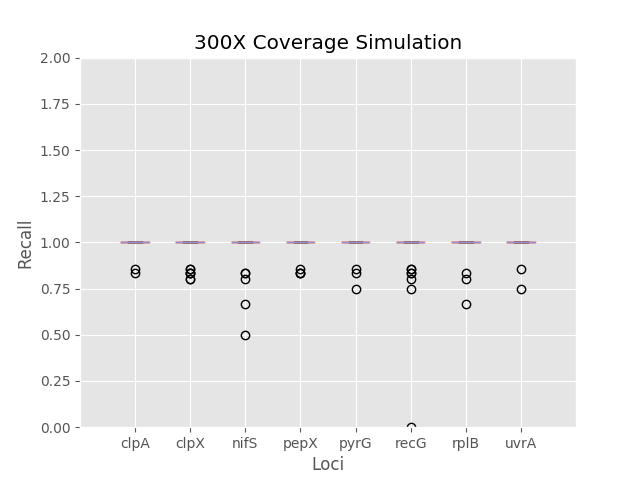 300X Coverage Simulation
2.00
1.75
1.50
1.25
1.00
0.75
0.50
0.25
0.00
Recall
clpA clpX nifS pepX pyrG recG rplB uvrA
Loci